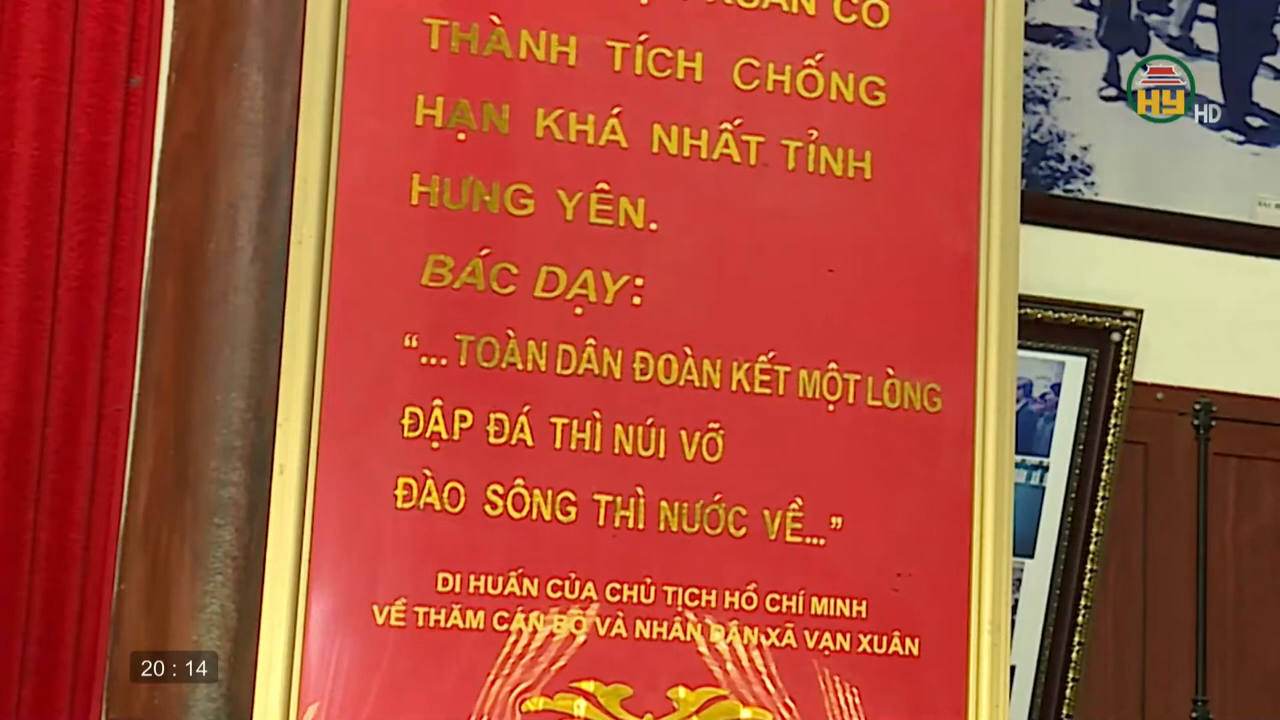 XUÂN CÓ
THÀNH TÍCH CHỐNG
HẠN KHÁ NHẤT TỈNH
HƯNG YÊN.
BÁC DẠY:
“... TOÀN DÂN ĐOÀN KẾT MỘT LÒNG
ĐẬP ĐÁ THÌ NÚI VỠ
ĐÀO SÔNG THÌ NƯỚC VỀ...”
DI HUẤN CỦA CHỦ TỊCH HỒ CHÍ MINH
VỀ THĂM CÁN BỘ VÀ NHÂN DÂN XÃ VẠN XUÂN
HY HD
20 : 14